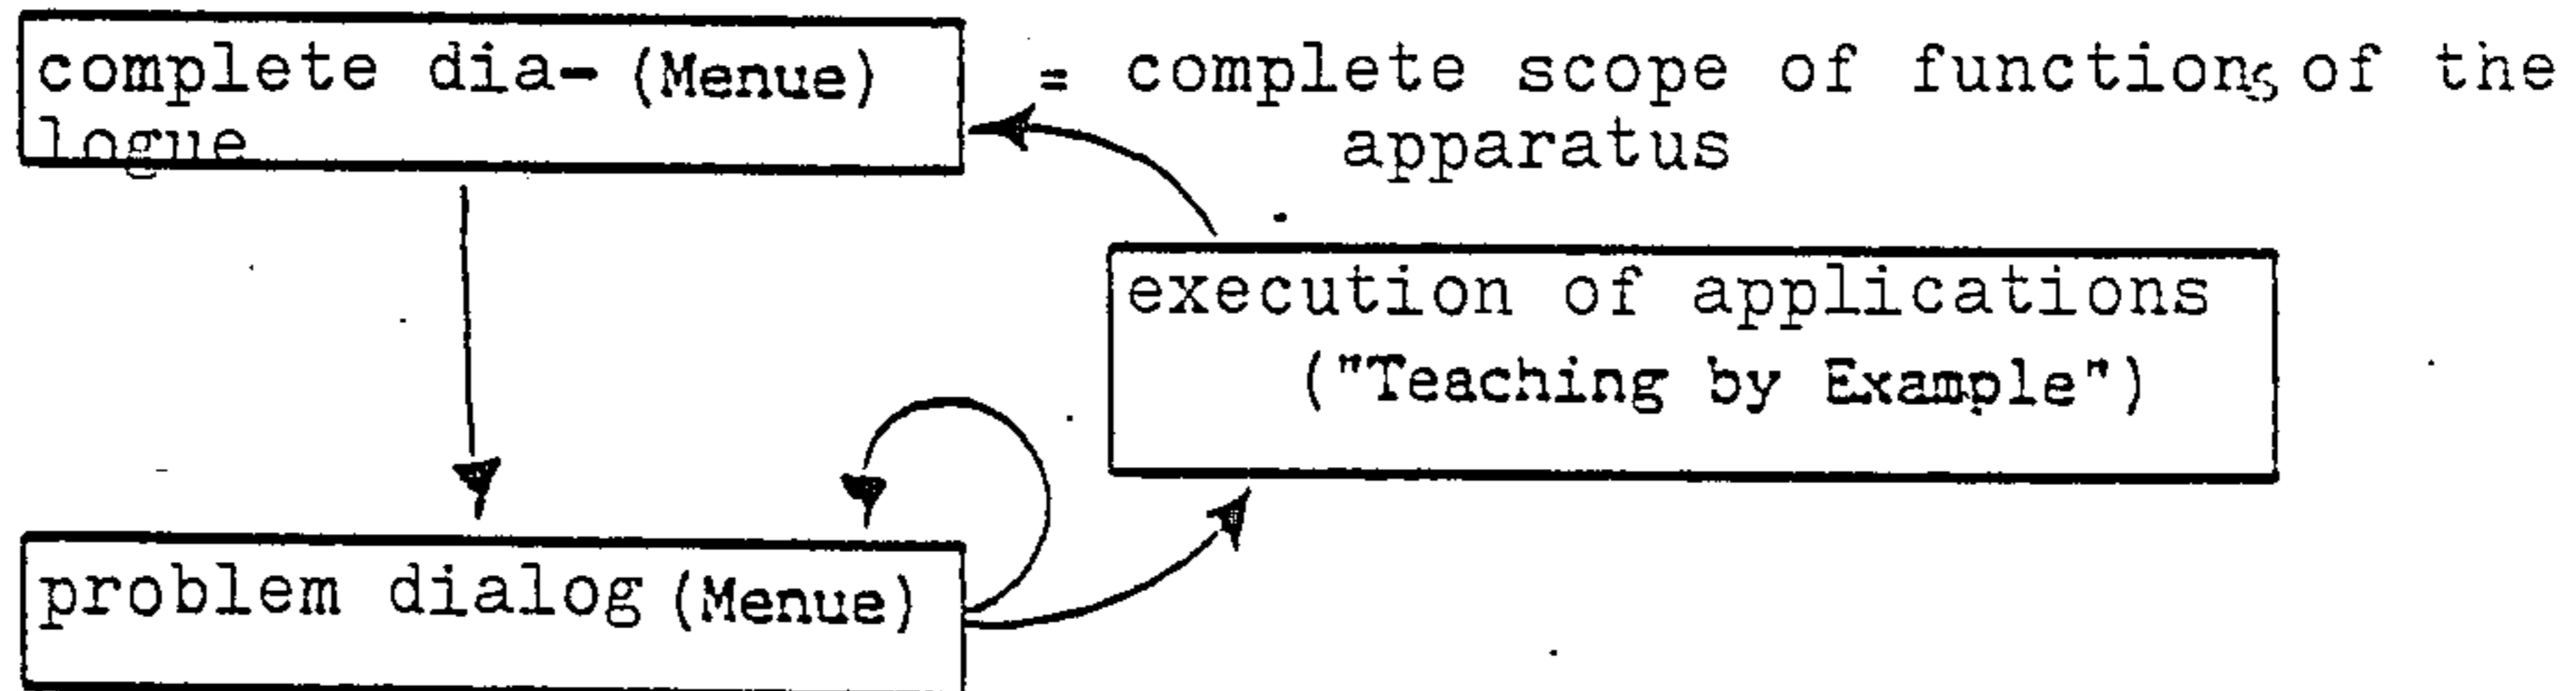 complete dia- (Menue) = complete scope of functions of the
logue apparatus
execution of applications
("Teaching by Example")
problem dialog (Menue)